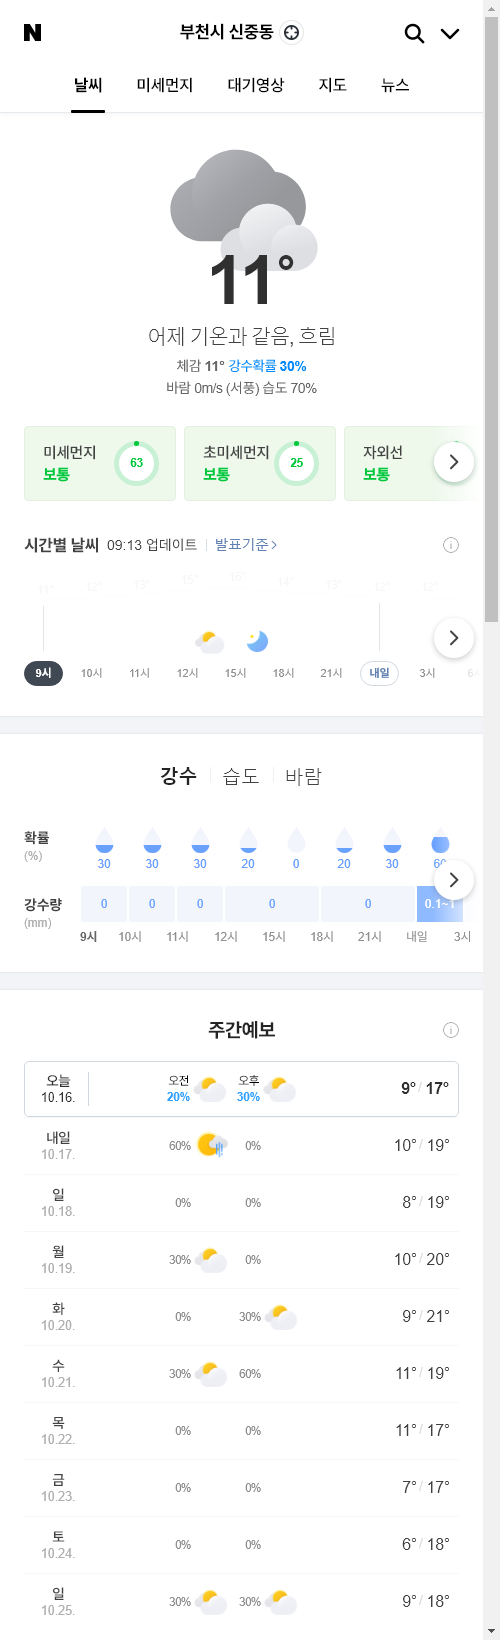 N
부천시 신중동
날씨 미세먼지 대기영상 지도 뉴스
11°
어제 기온과 같음, 흐림
체감 11° 강수확률 30%
바람 0m/s (서풍) 습도 70%
미세먼지 보통 63
초미세먼지 보통 25
자외선 보통
시간별 날씨 09:13 업데이트 발표기준
11° 12° 13° 15° 16° 14° 13° 12° 12°
9시 10시 11시 12시 15시 18시 21시 내일 3시
강수 습도 바람
확률 (%)
30 30 30 20 0 20 30 60
강수량 (mm)
0 0 0 0 0 0.1~1
9시 10시 11시 12시 15시 18시 21시 내일 3시
주간예보
오늘 10.16. 오전 20% 오후 30% 9° / 17°
내일 10.17. 60% 0% 10° / 19°
일 10.18. 0% 0% 8° / 19°
월 10.19. 30% 0% 10° / 20°
화 10.20. 0% 30% 9° / 21°
수 10.21. 30% 60% 11° / 19°
목 10.22. 0% 0% 11° / 17°
금 10.23. 0% 0% 7° / 17°
토 10.24. 0% 0% 6° / 18°
일 10.25. 30% 30% 9° / 18°